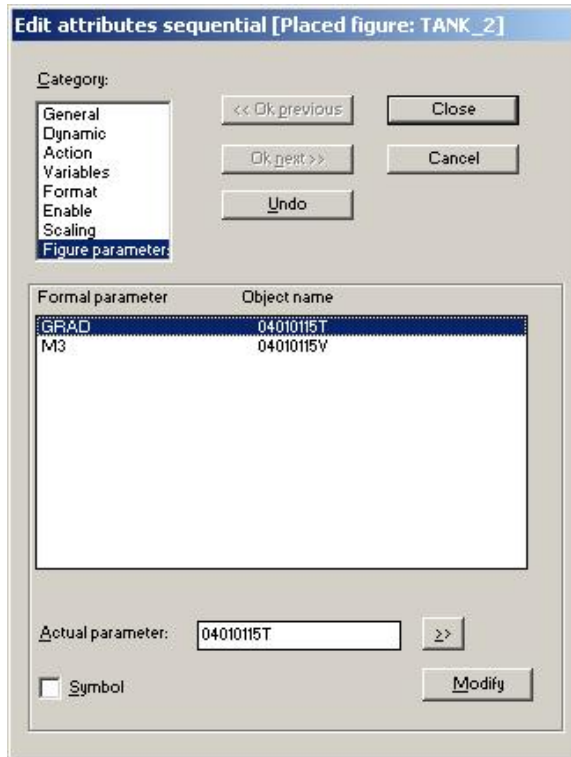 Edit attributes sequential [Placed figure: TANK_2]
Category:
General
Dynamic
Action
Variables
Format
Enable
Scaling
Figure parameter
<< Ok previous
Close
Ok next >>
Cancel
Undo
Formal parameter Object name
GRAD 04010115T
M3 04010115V
Actual parameter: 04010115T >>
Symbol
Modify